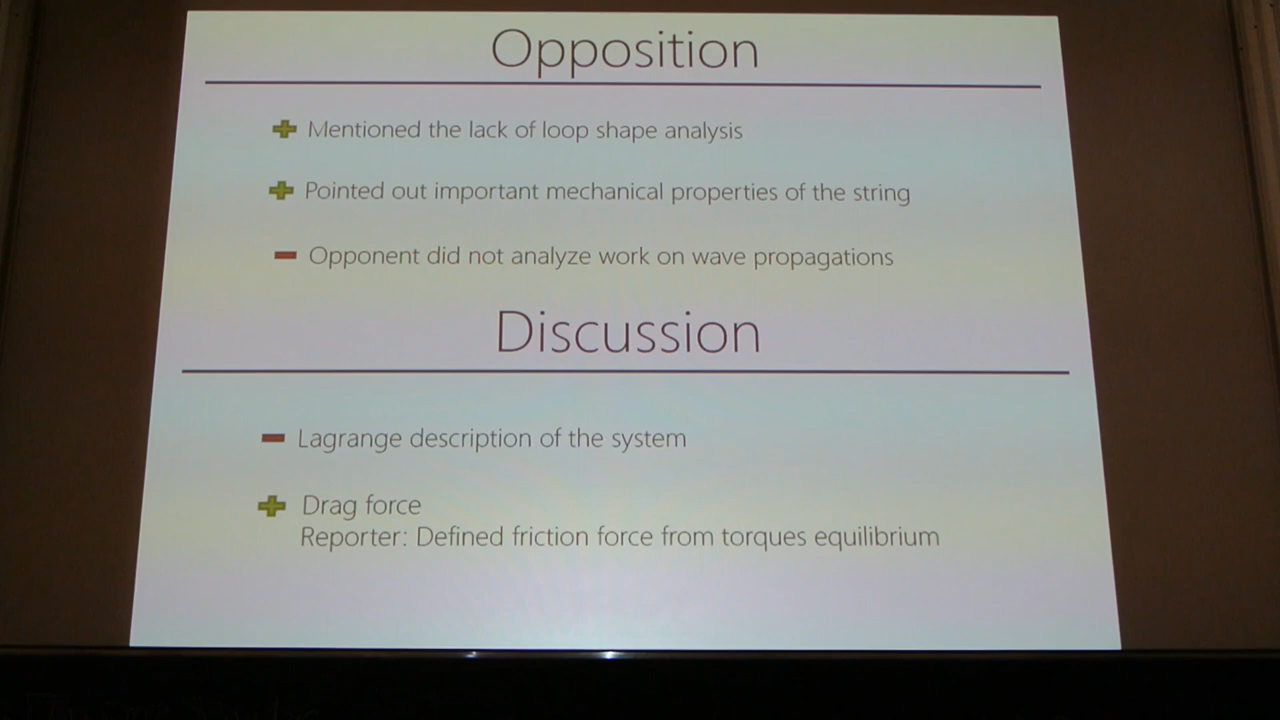 Opposition
Mentioned the lack of loop shape analysis
Pointed out important mechanical properties of the string
Opponent did not analyze work on wave propagations
Discussion
Lagrange description of the system
Drag force
Reporter: Defined friction force from torques equilibrium